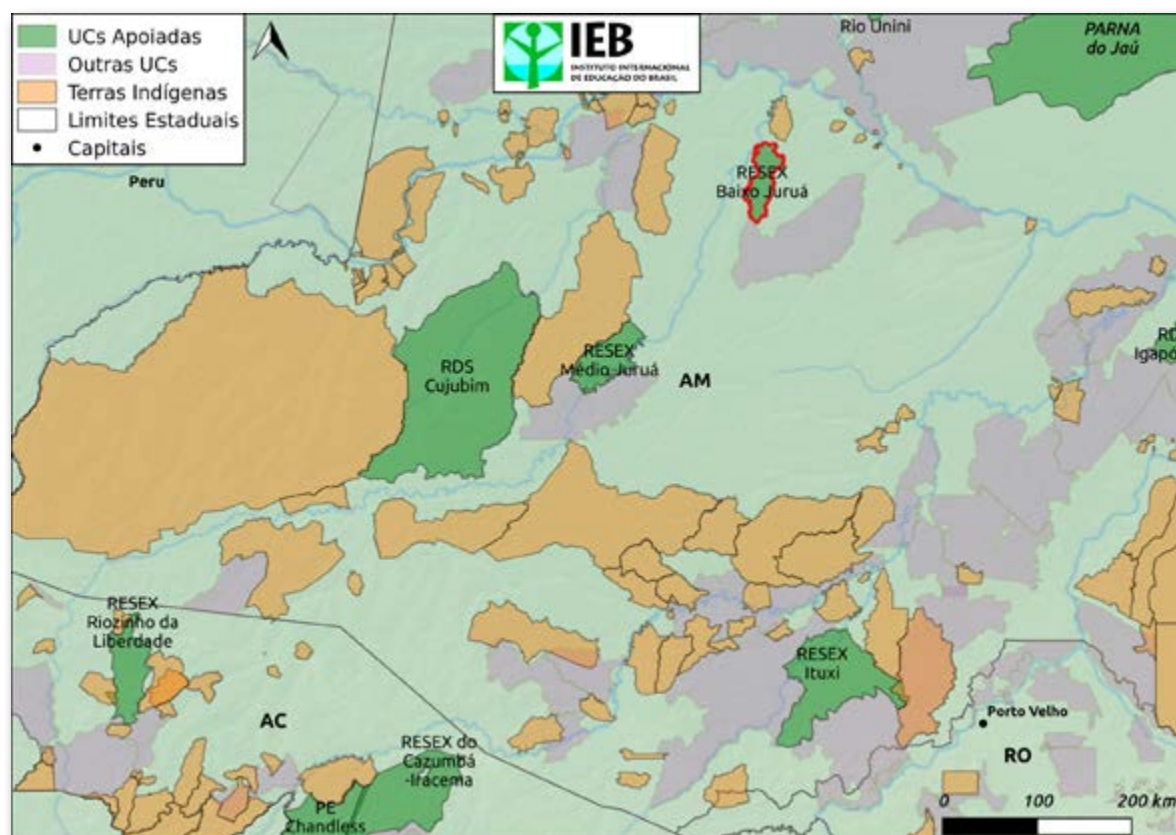 UCs Apoiadas
Outras UCs
Terras Indígenas
Limites Estaduais
Capitais
IEB
INSTITUTO INTERNACIONAL
DE EDUCAÇÃO DO BRASIL
Rio Unini
PARNA
do Jaú
Peru
RESEX
Baixo Juruá
RDS
Cujubim
RESEX
Médio Juruá
AM
RD
Igapó
RESEX
Riozinho da
Liberdade
RESEX
Ituxi
AC
Porto Velho
RESEX do
Cazumbá
-Iracema
RO
PE
Chandless
0 100 200 km